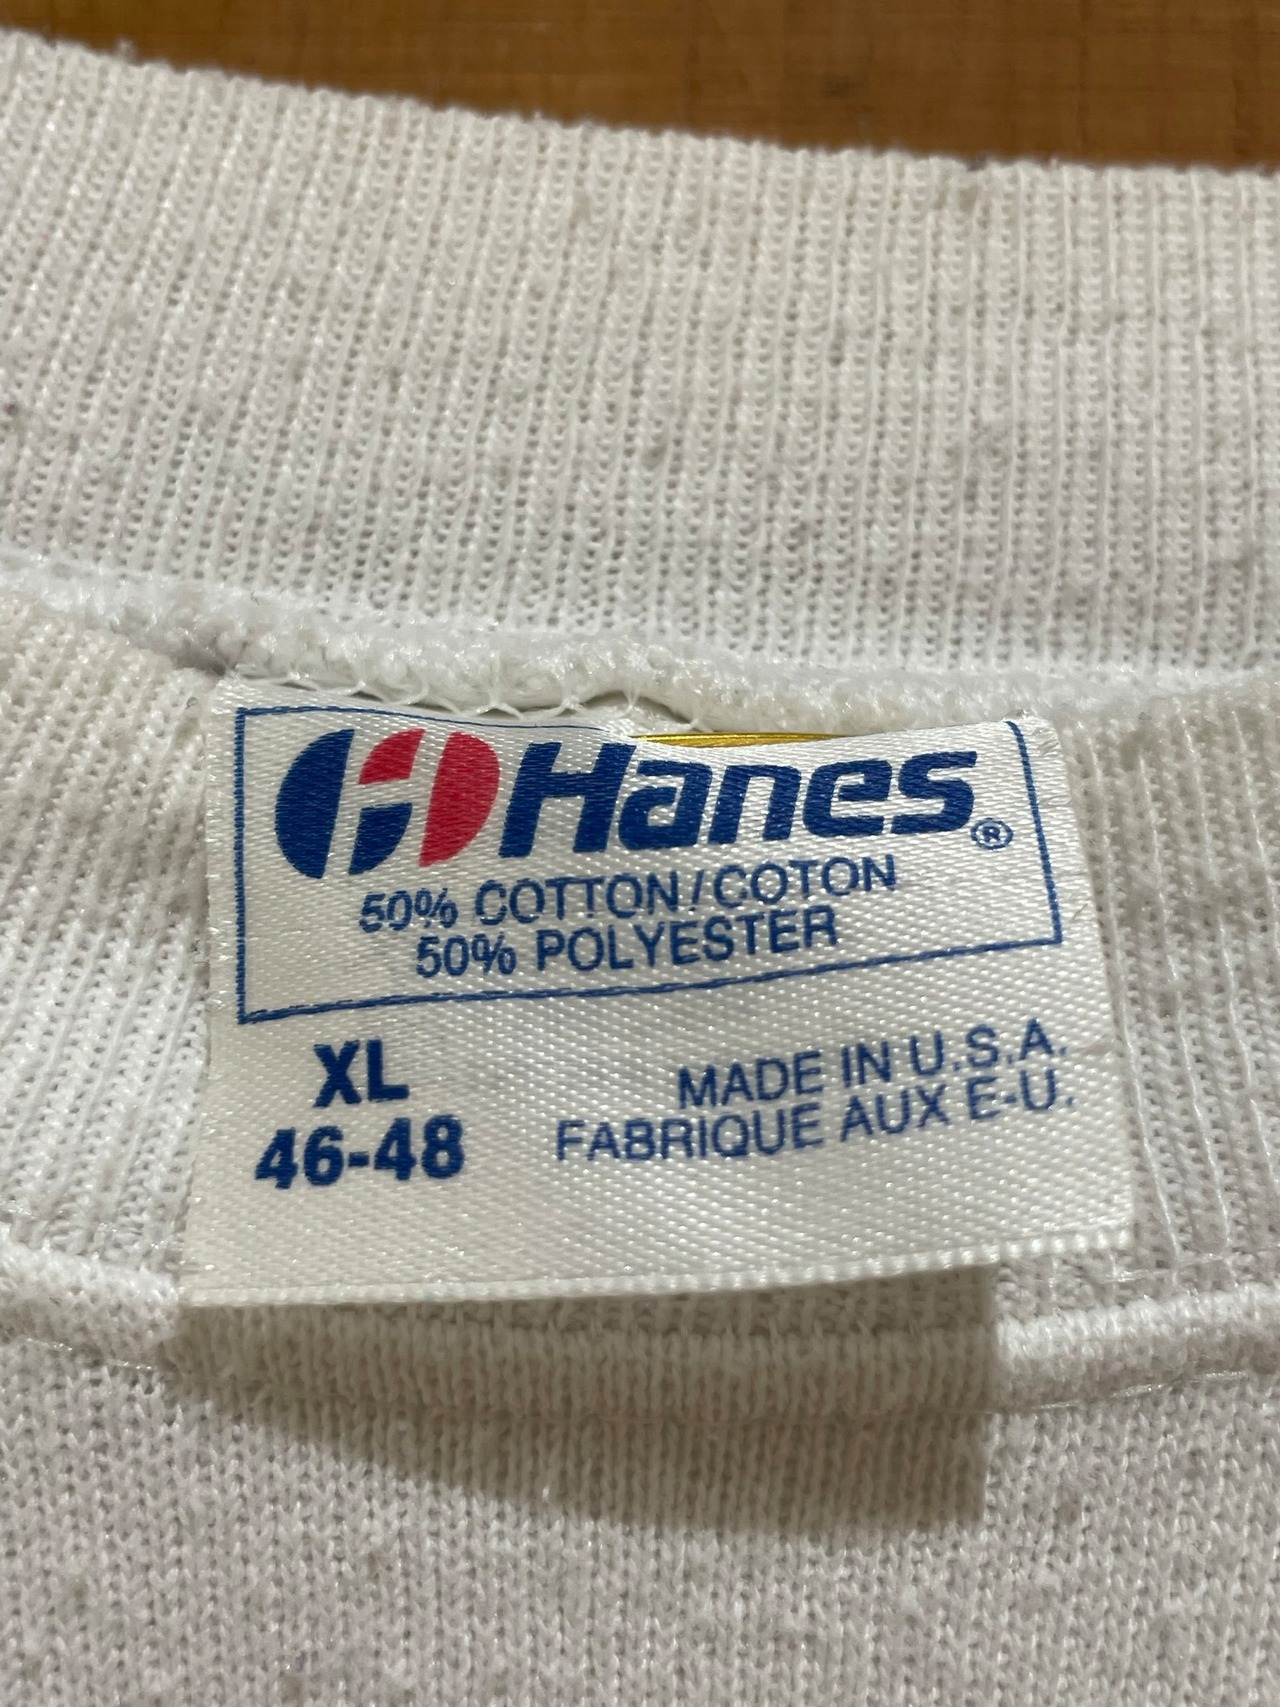 Hanes®
50% COTTON/COTON
50% POLYESTER
XL
46-48
MADE IN U.S.A.
FABRIQUE AUX E-U.